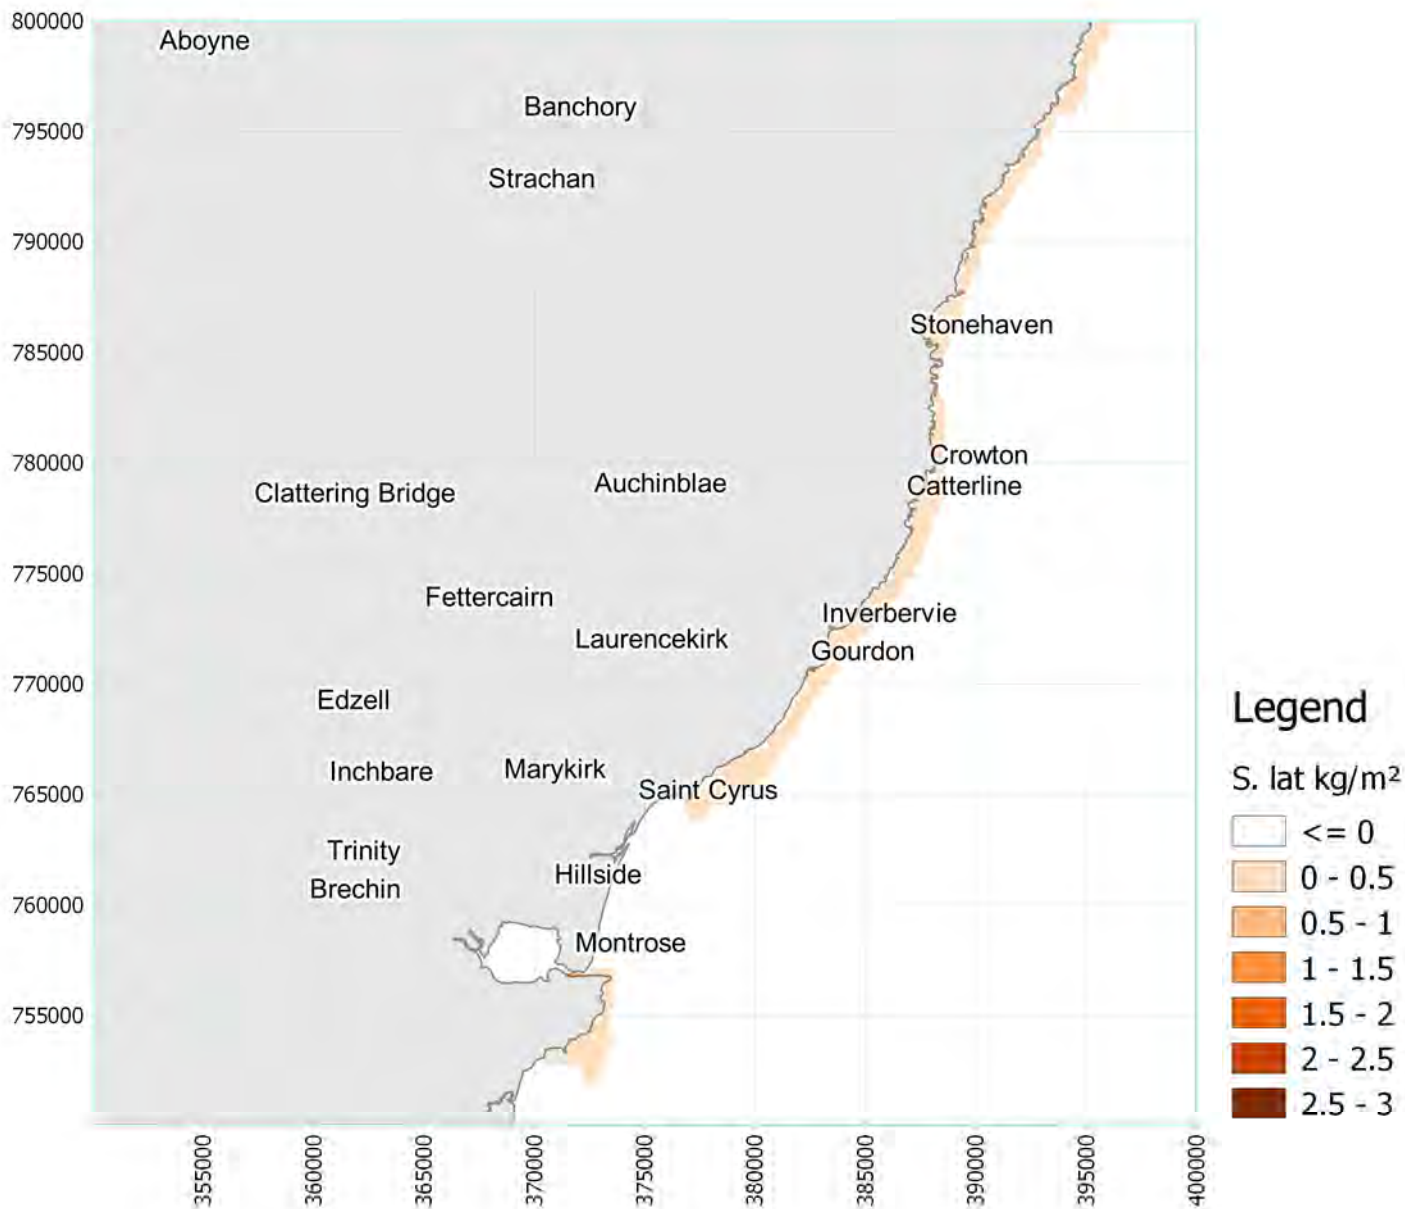 800000
Aboyne
Banchory
795000
Strachan
790000
Stonehaven
785000
Crowton
780000
Auchinblae
Catterline
Clattering Bridge
775000
Fettercairn
Inverbervie
Laurencekirk
Gourdon
770000
Edzell
Legend
Inchbare
Marykirk
S. lat kg/m²
Saint Cyrus
765000
<= 0
Trinity
0 - 0.5
Hillside
Brechin
760000
0.5 - 1
Montrose
1 - 1.5
755000
1.5 - 2
2 - 2.5
2.5 - 3
355000
360000
365000
370000
375000
380000
385000
390000
395000
400000